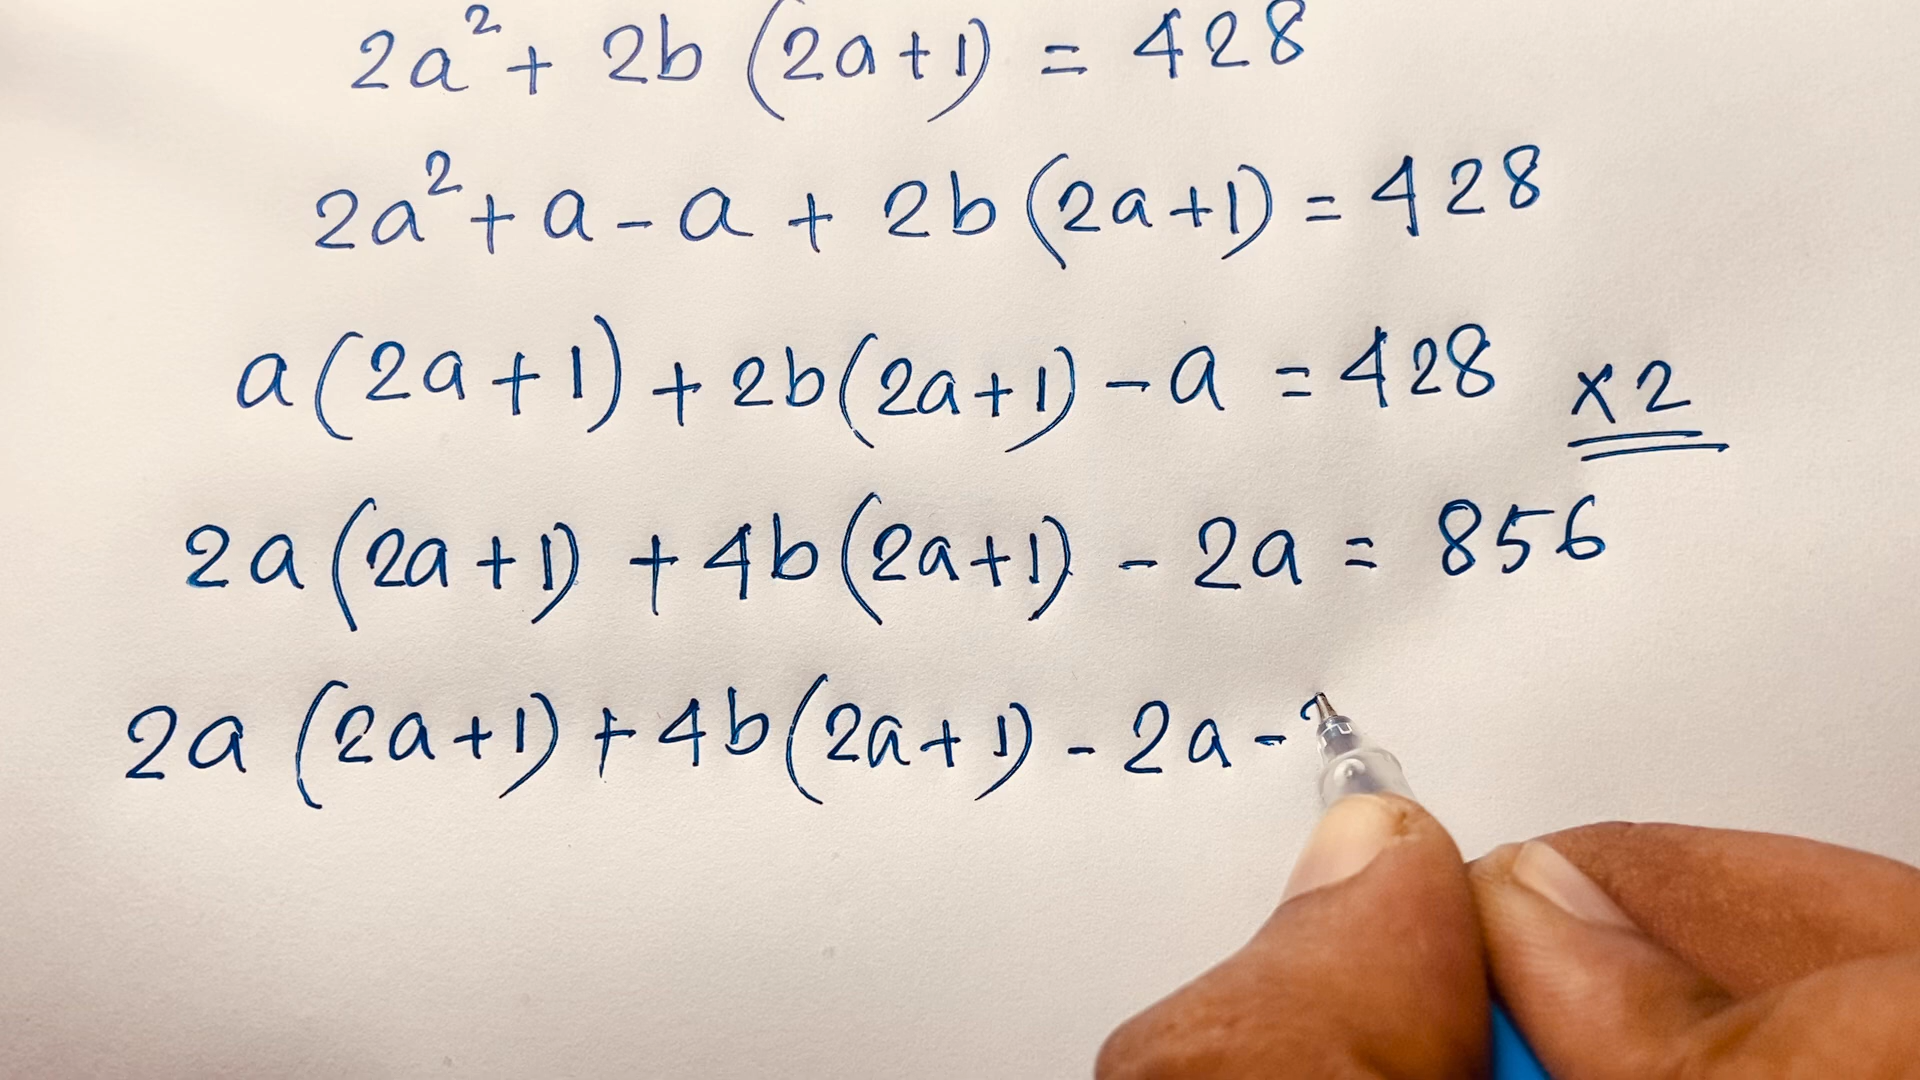 2a² + 2b (2a+1) = 428
2a² + a - a + 2b (2a+1) = 428
a (2a+1) + 2b (2a+1) - a = 428 × 2
2a (2a+1) + 4b (2a+1) - 2a = 856
2a (2a+1) + 4b (2a+1) - 2a -